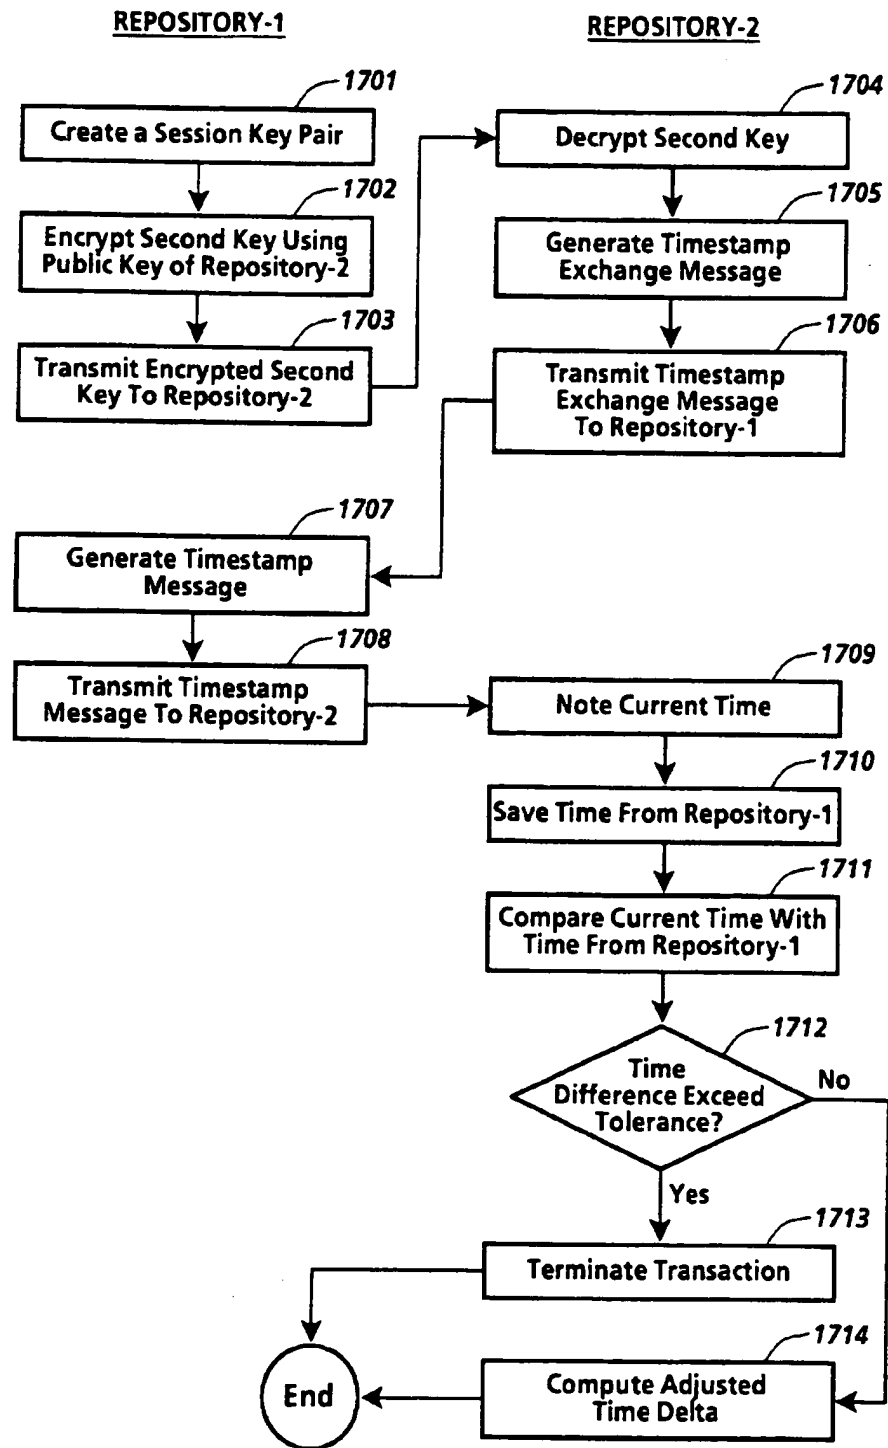 REPOSITORY-1
REPOSITORY-2
1701
Create a Session Key Pair
1702
Encrypt Second Key Using
Public Key of Repository-2
1703
Transmit Encrypted Second
Key To Repository-2
1704
Decrypt Second Key
1705
Generate Timestamp
Exchange Message
1706
Transmit Timestamp
Exchange Message
To Repository-1
1707
Generate Timestamp
Message
1708
Transmit Timestamp
Message To Repository-2
1709
Note Current Time
1710
Save Time From Repository-1
1711
Compare Current Time With
Time From Repository-1
1712
Time
Difference Exceed
Tolerance?
No
Yes
1713
Terminate Transaction
1714
Compute Adjusted
Time Delta
End